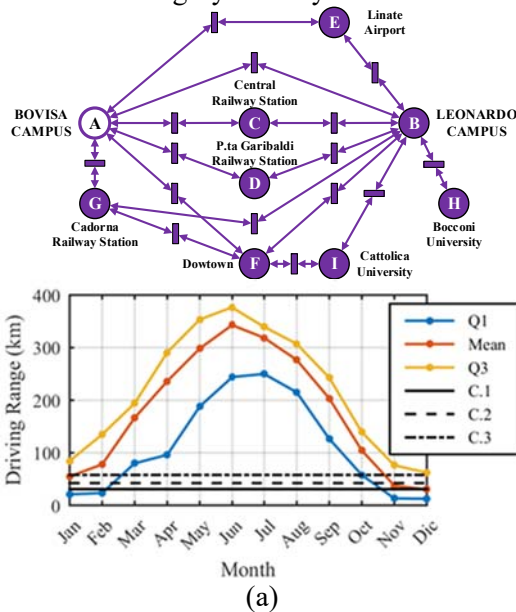 E
Linate
Airport
Central
Railway Station
BOVISA
CAMPUS
A
C
B
LEONARDO
CAMPUS
P.ta Garibaldi
Railway Station
D
G
H
Cadorna
Railway Station
Bocconi
University
Dowtown
F
I
Cattolica
University
400
300
200
100
0
Driving Range (km)
Q1
Mean
Q3
C.1
C.2
C.3
Jun
Feb
Mar
Apr
May
Jun
Jul
Aug
Sep
Oct
Nov
Dic
Month
(a)